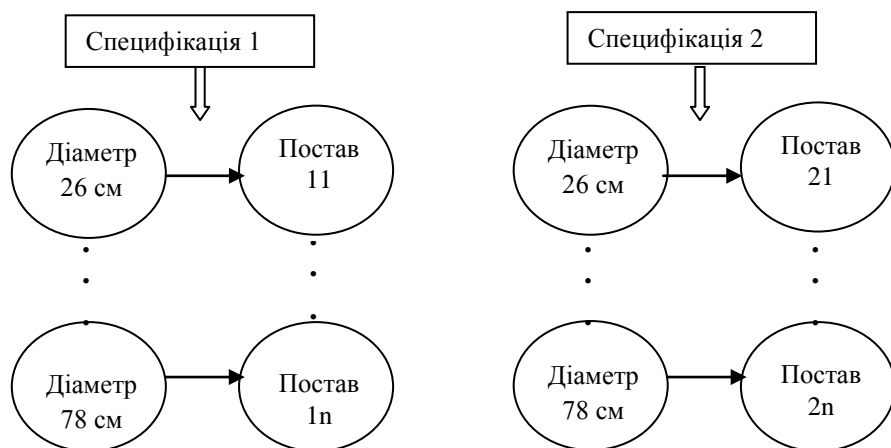 Специфікація 1
Специфікація 2
Діаметр
26 см
Постав
11
Діаметр
26 см
Постав
21
Діаметр
78 см
Постав
1n
Діаметр
78 см
Постав
2n